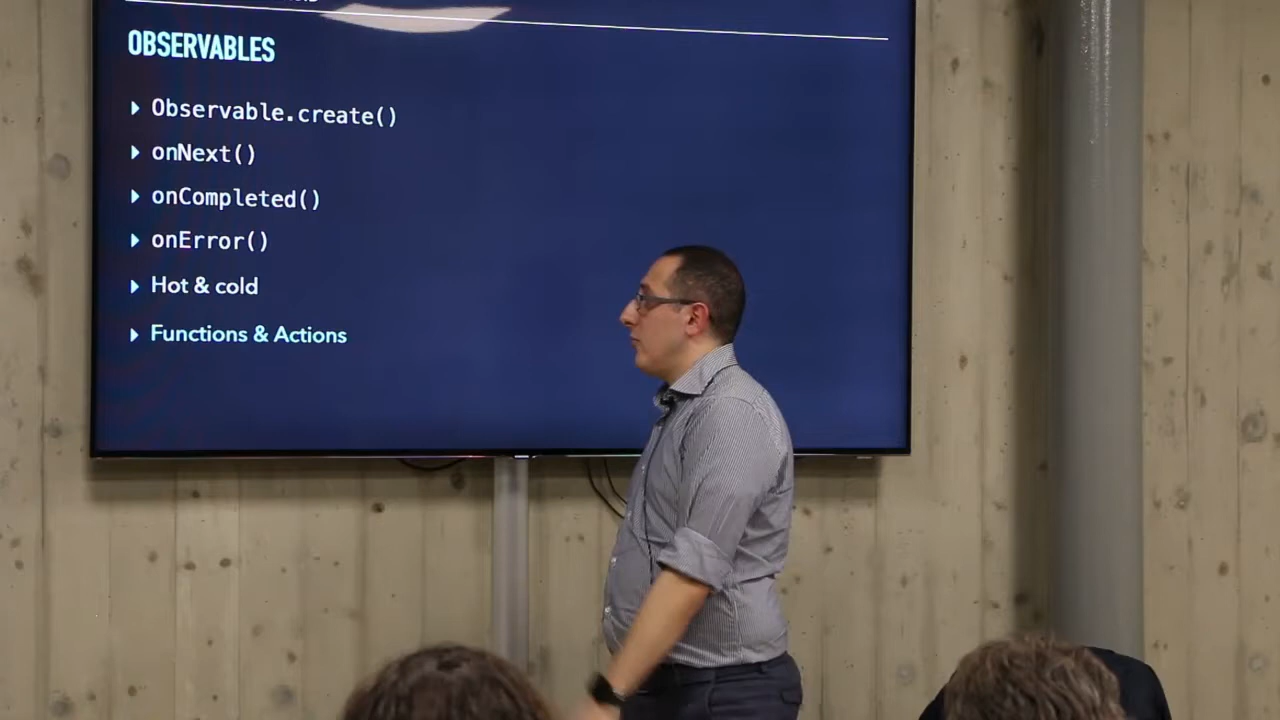 OBSERVABLES
Observable.create()
onNext()
onCompleted()
onError()
Hot & cold
Functions & Actions